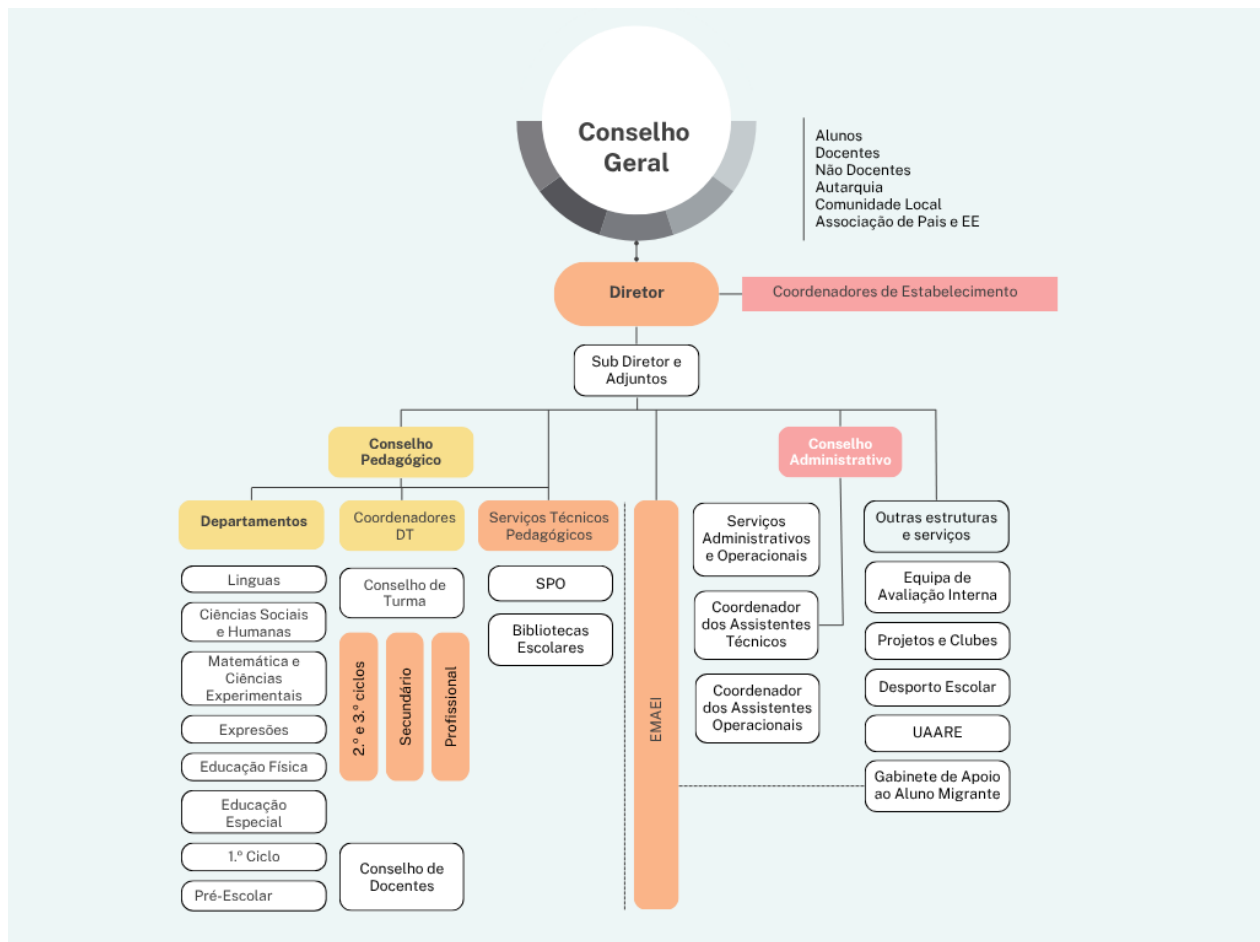 Conselho
Geral
Alunos
Docentes
Não Docentes
Autarquia
Comunidade Local
Associação de Pais e EE
Diretor
Coordenadores de Estabelecimento
Sub Diretor e
Adjuntos
Conselho
Pedagógico
Conselho
Administrativo
Departamentos
Linguas
Ciências Sociais
e Humanas
Matemática e
Ciências
Experimentais
Expresões
Educação Física
Educação
Especial
1.º Ciclo
Pré-Escolar
Coordenadores
DT
Conselho de
Turma
2.º e 3.º ciclos
Secundário
Profissional
Conselho de
Docentes
Serviços Técnicos
Pedagógicos
SPO
Bibliotecas
Escolares
EMAEI
Serviços
Administrativos
e Operacionais
Coordenador
dos Assistentes
Técnicos
Coordenador
dos Assistentes
Operacionais
Outras estruturas
e serviços
Equipa de
Avaliação Interna
Projetos e Clubes
Desporto Escolar
UAARE
Gabinete de Apoio
ao Aluno Migrante